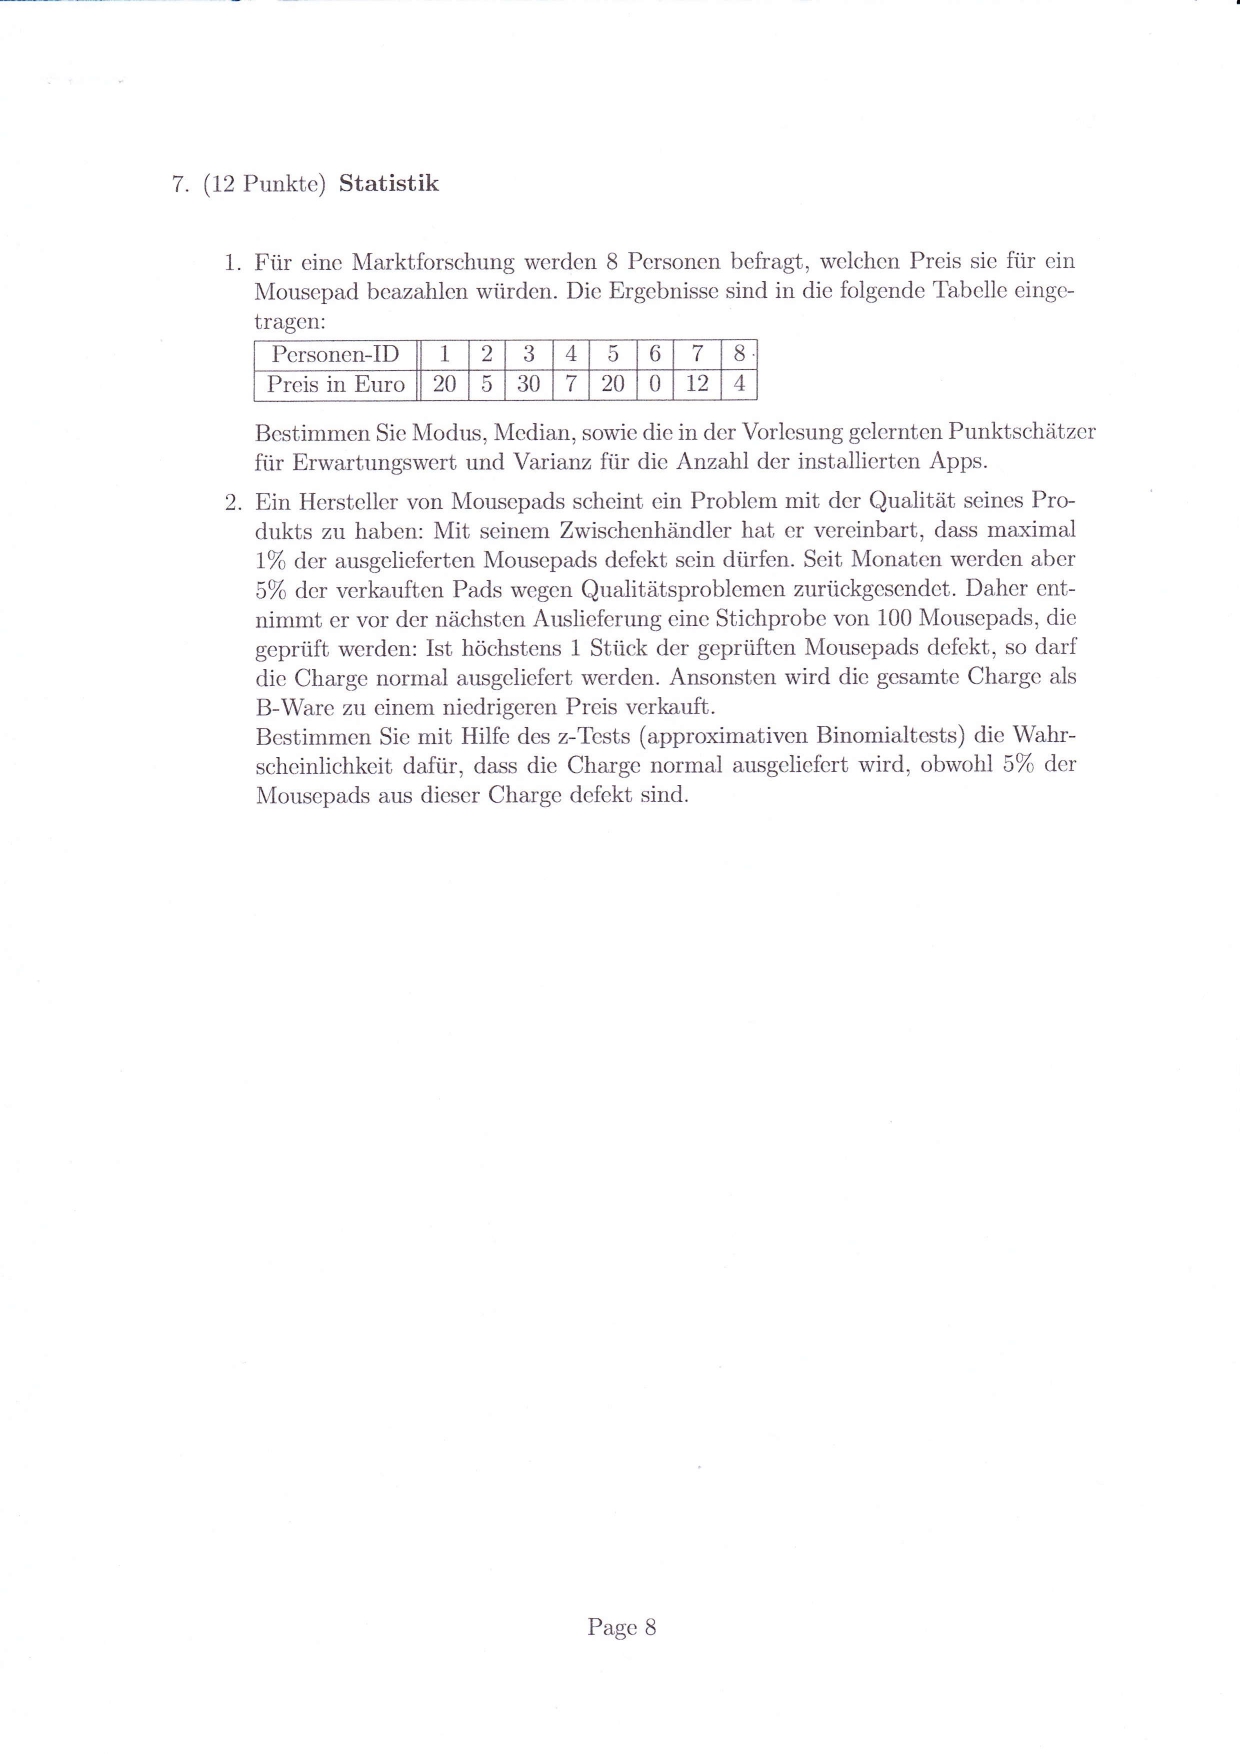 7. (12 Punkte) Statistik
1. Für eine Marktforschung werden 8 Personen befragt, welchen Preis sie für ein
Mousepad beazahlen würden. Die Ergebnisse sind in die folgende Tabelle einge-
tragen:
Personen-ID 1 2 3 4 5 6 7 8
Preis in Euro 20 5 30 7 20 0 12 4
Bestimmen Sie Modus, Median, sowie die in der Vorlesung gelernten Punktschätzer
für Erwartungswert und Varianz für die Anzahl der installierten Apps.
2. Ein Hersteller von Mousepads scheint ein Problem mit der Qualität seines Pro-
dukts zu haben: Mit seinem Zwischenhändler hat er vereinbart, dass maximal
1% der ausgelieferten Mousepads defekt sein dürfen. Seit Monaten werden aber
5% der verkauften Pads wegen Qualitätsproblemen zurückgesendet. Daher ent-
nimmt er vor der nächsten Auslieferung eine Stichprobe von 100 Mousepads, die
geprüft werden: Ist höchstens 1 Stück der geprüften Mousepads defekt, so darf
die Charge normal ausgeliefert werden. Ansonsten wird die gesamte Charge als
B-Ware zu einem niedrigeren Preis verkauft.
Bestimmen Sie mit Hilfe des z-Tests (approximativen Binomialtests) die Wahr-
scheinlichkeit dafür, dass die Charge normal ausgeliefert wird, obwohl 5% der
Mousepads aus dieser Charge defekt sind.
Page 8